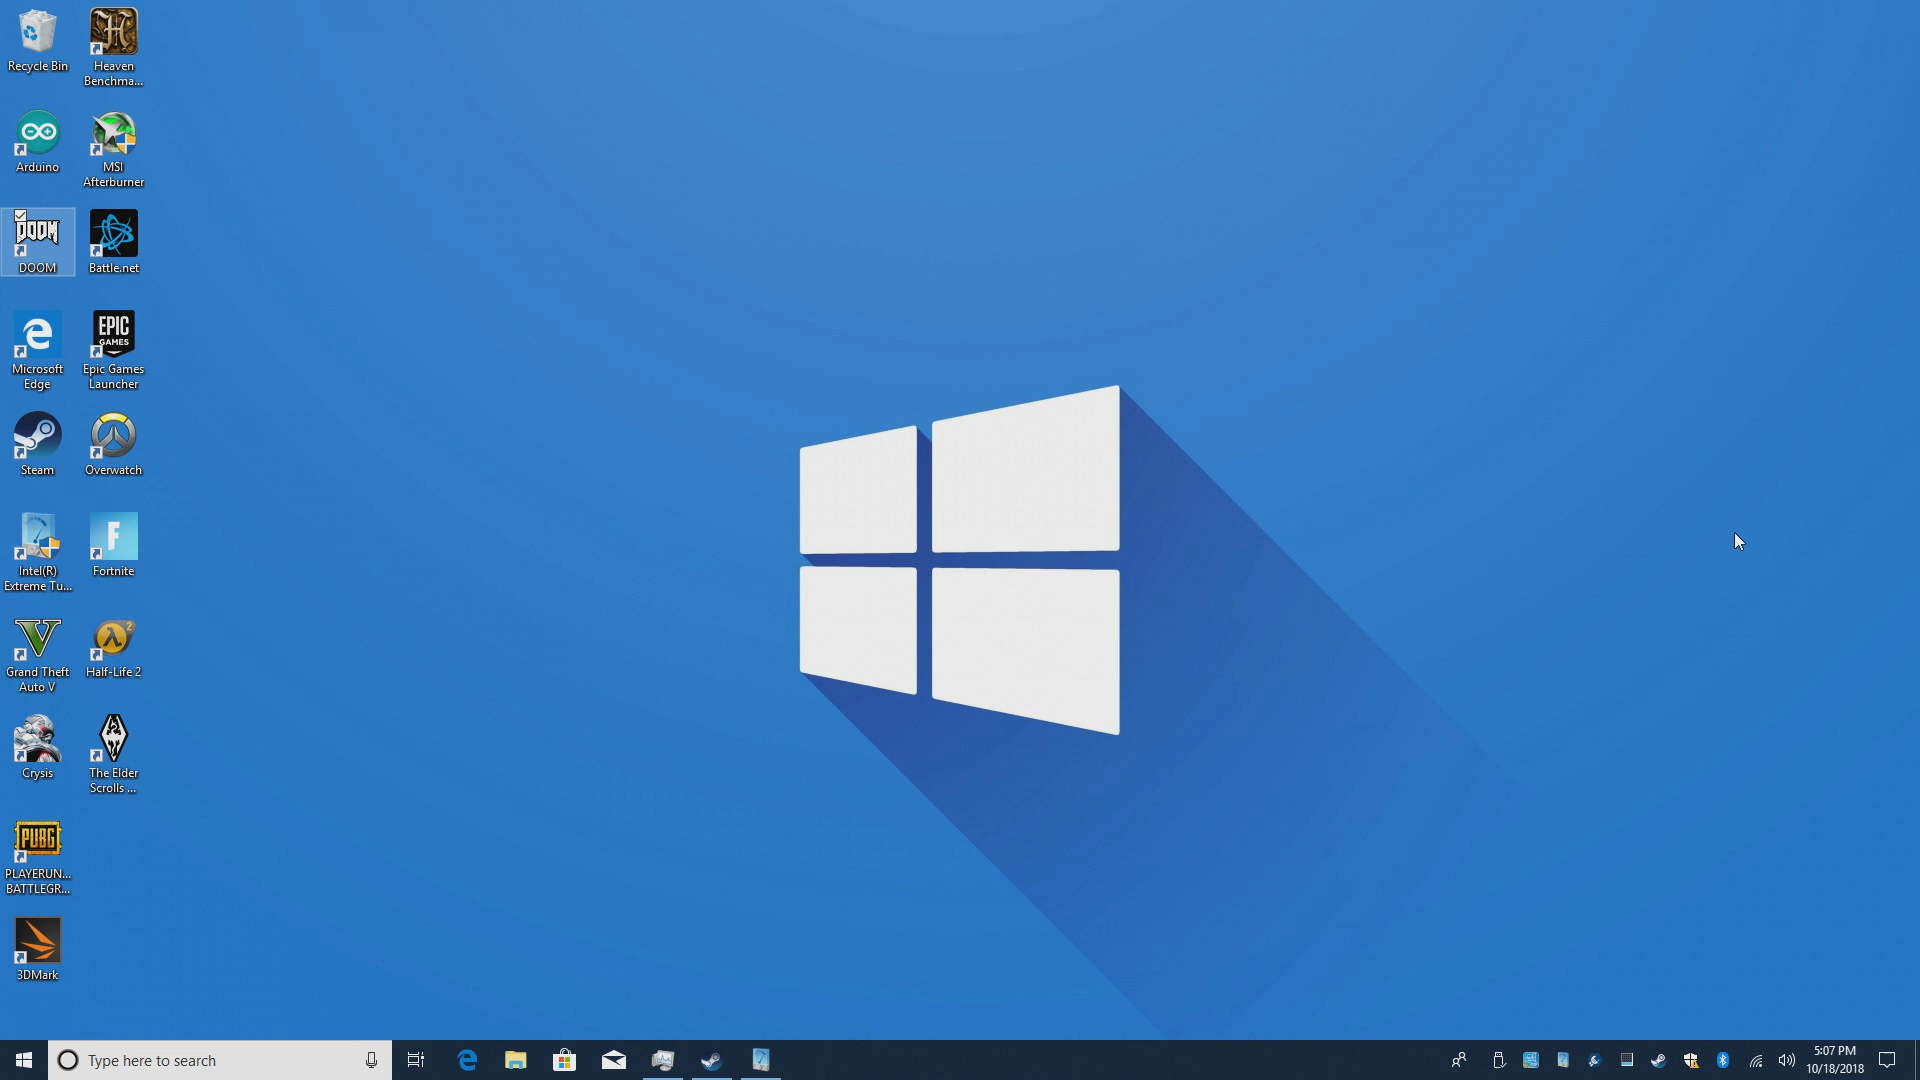 Recycle Bin
Heaven
Benchma...
Arduino
MSI
Afterburner
DOOM
DOOM
Battle.net
Microsoft
Edge
EPIC
GAMES
Epic Games
Launcher
Steam
Overwatch
Intel(R)
Extreme Tu...
F
Fortnite
V
Grand Theft
Auto V
2
Half-Life 2
Crysis
The Elder
Scrolls ...
PUBG
PLAYERUN...
BATTLEGR...
3DMark
Type here to search
5:07 PM
10/18/2018